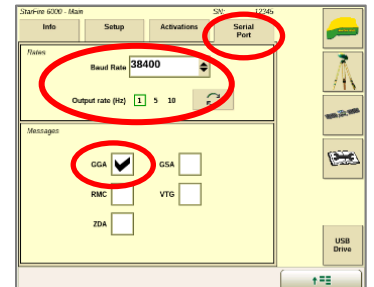 StarFire 6000 - Main SN: 12345
Info Setup Activations Serial Port
Rates
Baud Rate 38400
Output rate (Hz) 1 5 10
Messages
GGA GSA
RMC VTG
ZDA
USB Drive